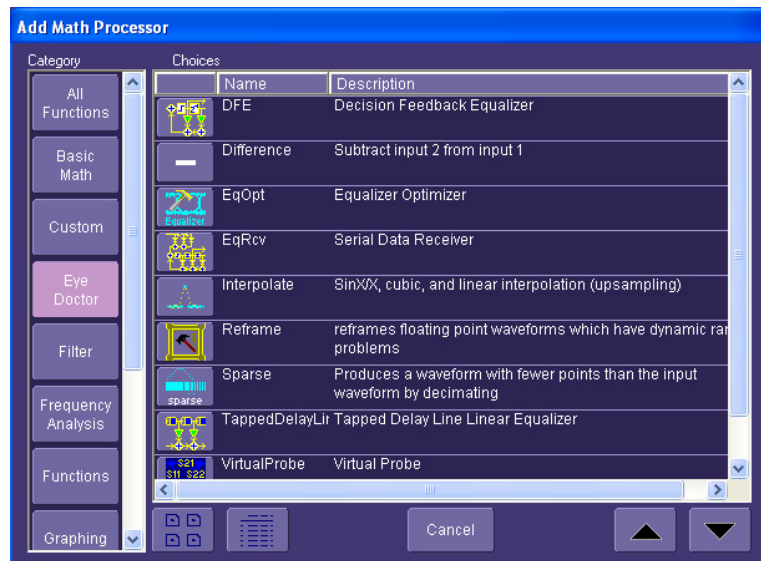 Add Math Processor
Category
Choices
All
Functions
Basic
Math
Custom
Eye
Doctor
Filter
Frequency
Analysis
Functions
Graphing
Name Description
DFE Decision Feedback Equalizer
Difference Subtract input 2 from input 1
EqOpt Equalizer Optimizer
Equalizer
EqRcv Serial Data Receiver
Interpolate SinX/X, cubic, and linear interpolation (upsampling)
Reframe reframes floating point waveforms which have dynamic ran
problems
Sparse Produces a waveform with fewer points than the input
waveform by decimating
sparse
TappedDelayLin Tapped Delay Line Linear Equalizer
VirtualProbe Virtual Probe
S21
S11 S22
Cancel